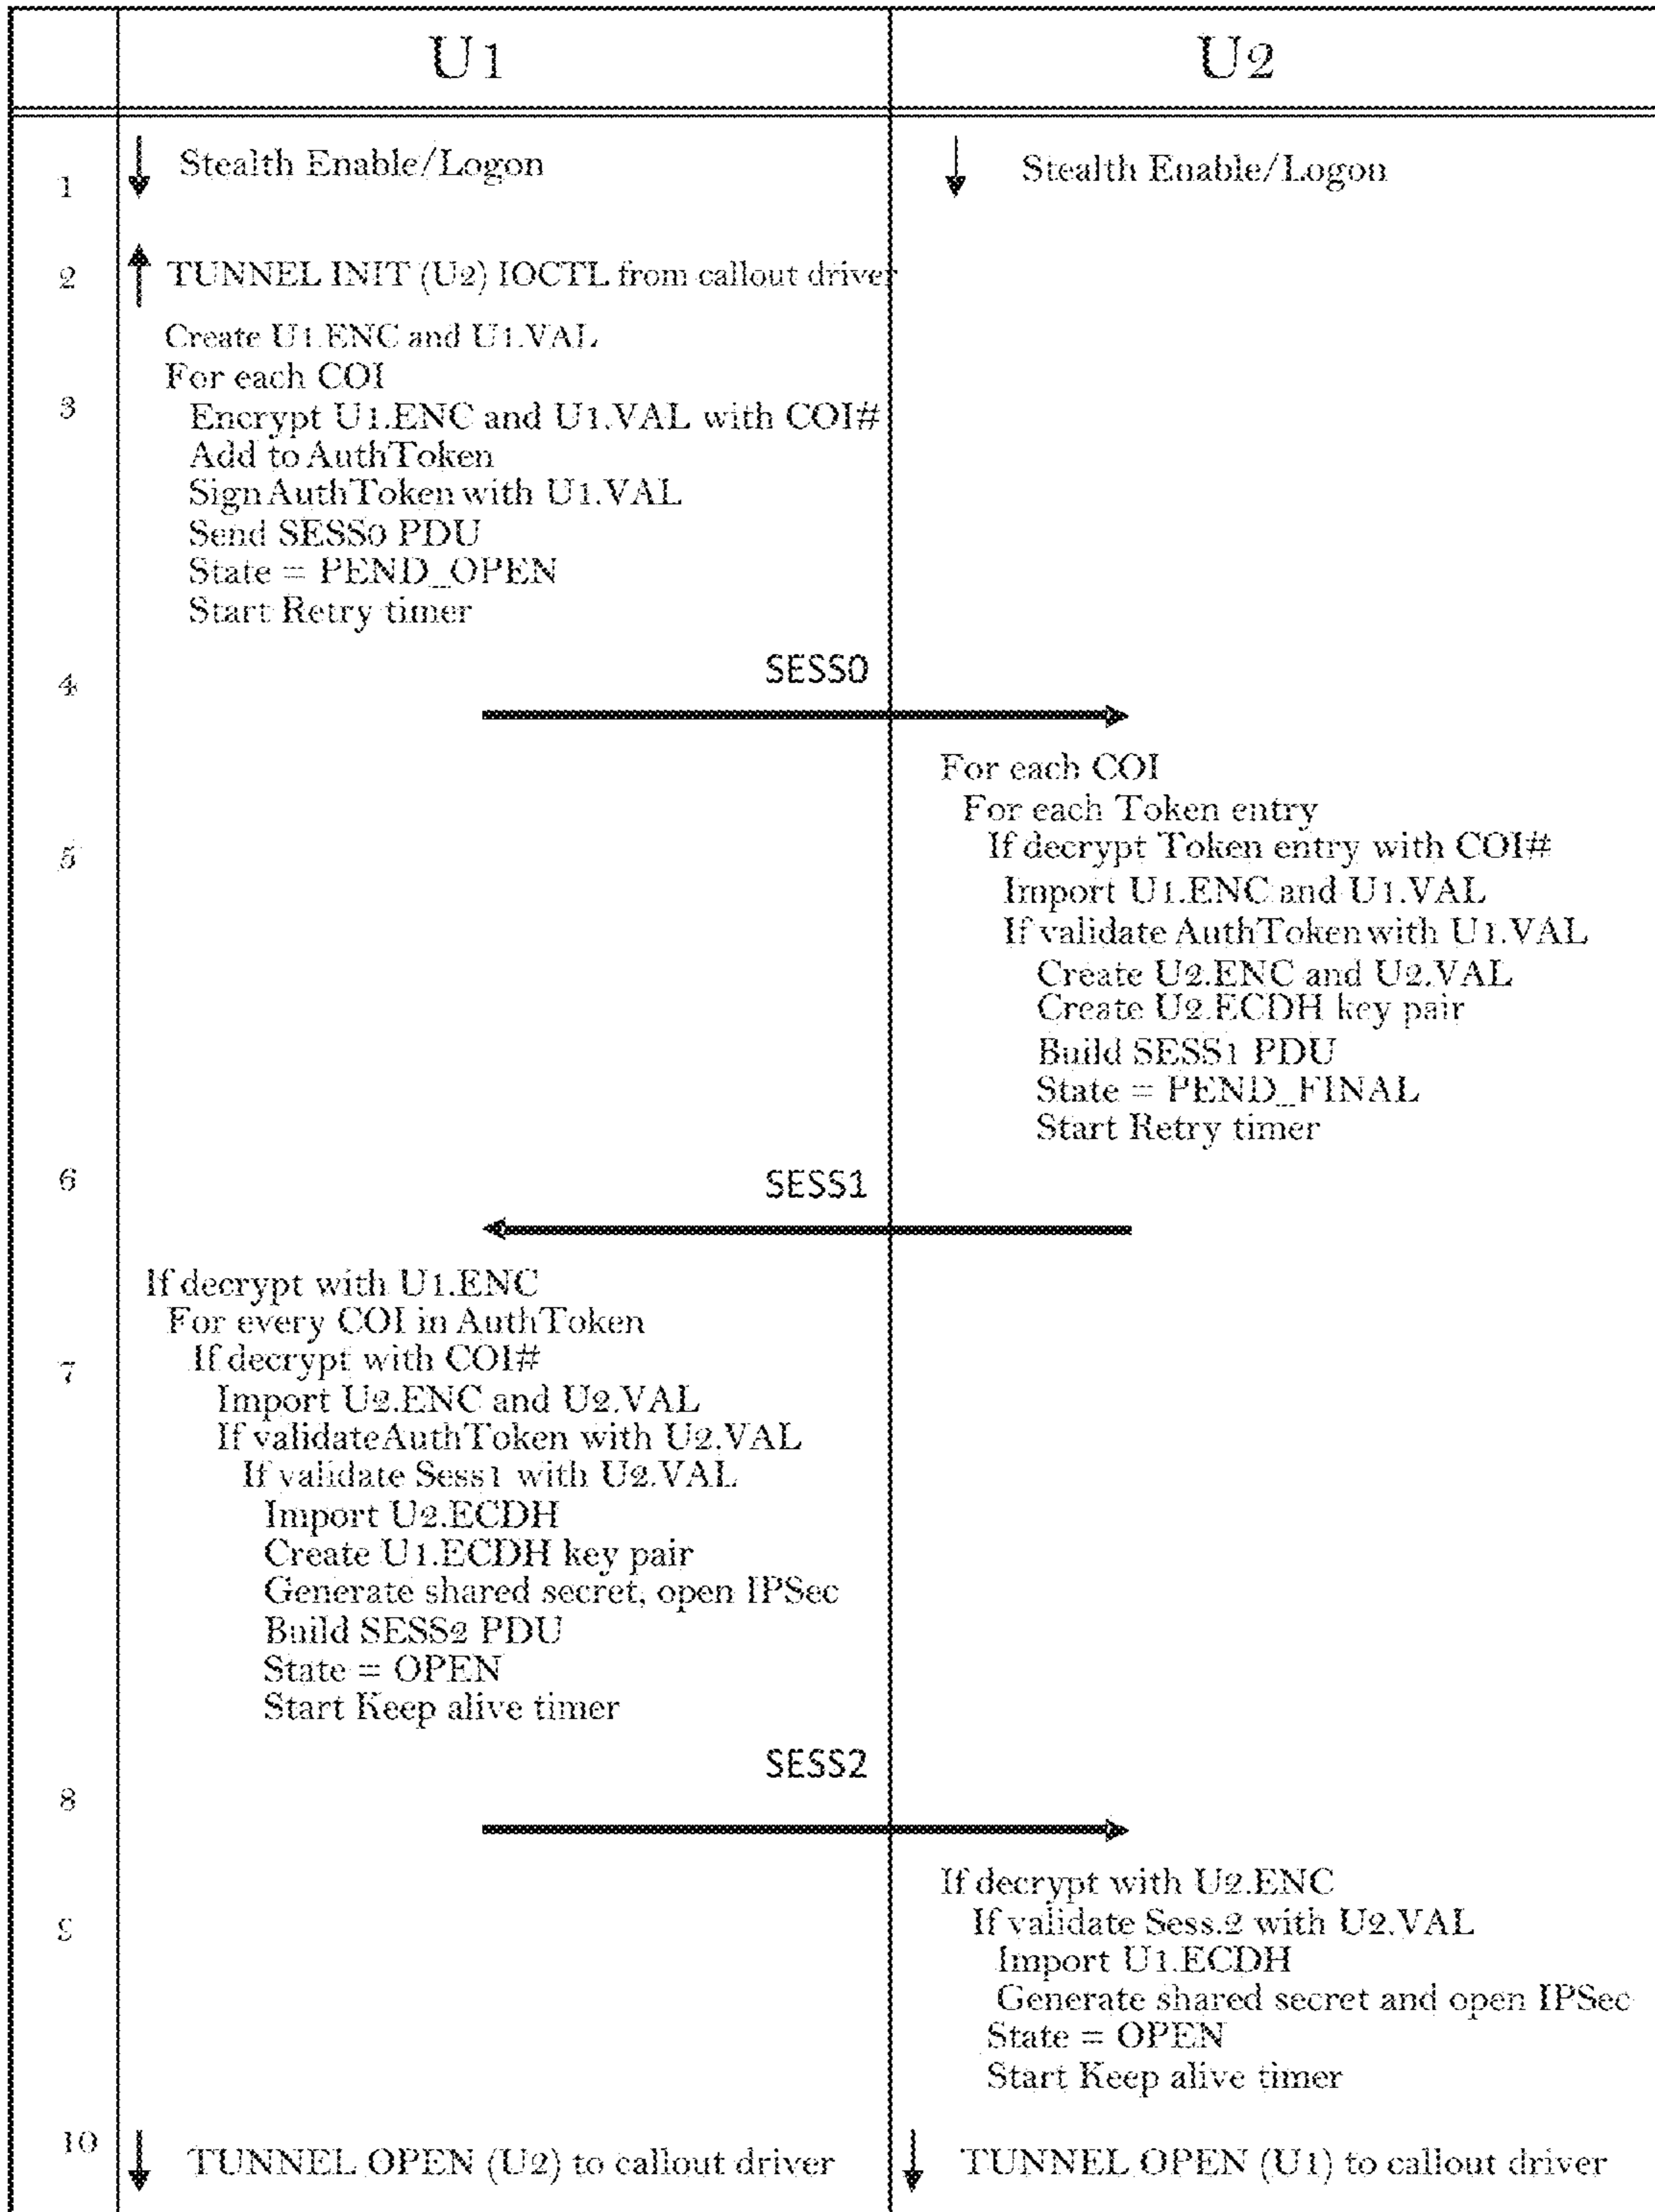 U1 U2
1 Stealth Enable/Logon Stealth Enable/Logon
2 TUNNEL INIT (U2) IOCTL from callout driver
Create U1.ENC and U1.VAL
For each COI
3
Encrypt U1.ENC and U1.VAL with COI#
Add to AuthToken
Sign AuthToken with U1.VAL
Send SESS0 PDU
State = PEND_OPEN
Start Retry timer
4 SESS0
For each COI
For each Token entry
5 If decrypt Token entry with COI#
Import U1.ENC and U1.VAL
If validate AuthToken with U1.VAL
Create U2.ENC and U2.VAL
Create U2.ECDH key pair
Build SESS1 PDU
State = PEND_FINAL
Start Retry timer
6 SESS1
If decrypt with U1.ENC
For every COI in AuthToken
7 If decrypt with COI#
Import U2.ENC and U2.VAL
If validate AuthToken with U2.VAL
If validate Sess1 with U2.VAL
Import U2.ECDH
Create U1.ECDH key pair
Generate shared secret, open IPSec
Build SESS2 PDU
State = OPEN
Start Keep alive timer
SESS2
8
If decrypt with U2.ENC
9 If validate Sess.2 with U2.VAL
Import U1.ECDH
Generate shared secret and open IPSec
State = OPEN
Start Keep alive timer
10 TUNNEL OPEN (U2) to callout driver TUNNEL OPEN (U1) to callout driver